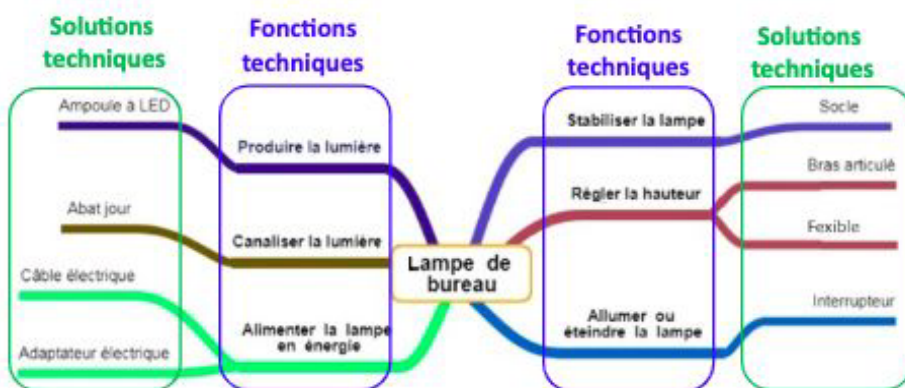 Solutions
techniques
Fonctions
techniques
Fonctions
techniques
Solutions
techniques
Ampoule à LED
Produire la lumière
Abat jour
Canaliser la lumière
Câble électrique
Alimenter la lampe
en énergie
Adaptateur électrique
Lampe de
bureau
Stabiliser la lampe
Socle
Régler la hauteur
Bras articulé
Fexible
Allumer ou
éteindre la lampe
Interrupteur